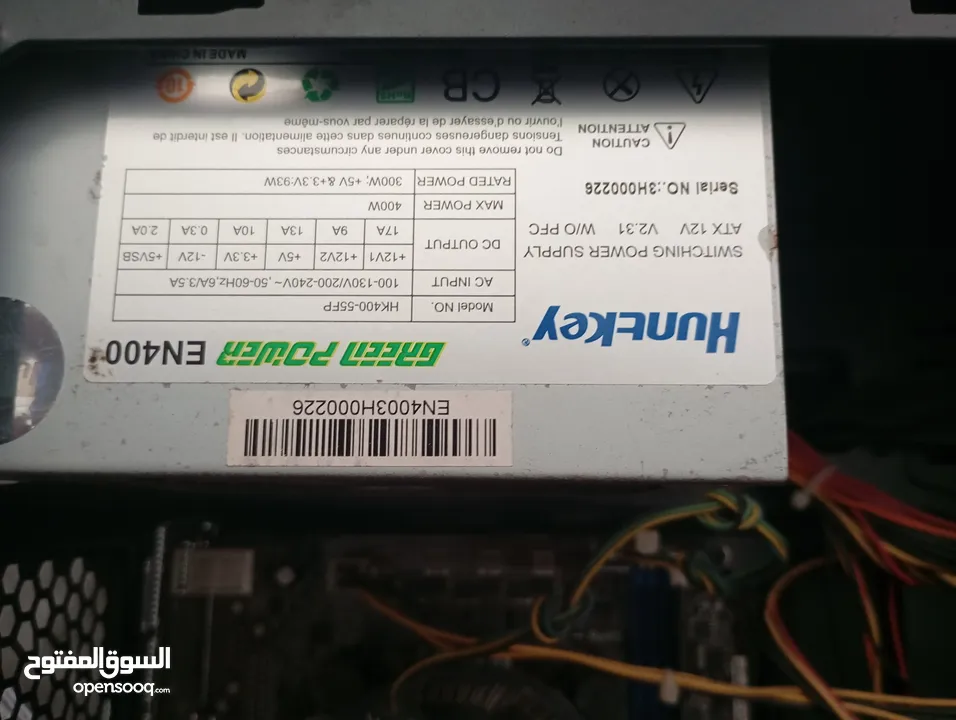 Huntkey®
GREEN POWER EN400
SWITCHING POWER SUPPLY
ATX 12V V2.31 W/O PFC
Serial NO.:3H000226
Model NO. HK400-55FP
AC INPUT 100-130V/200-240V~,50-60Hz,6A/3.5A
DC OUTPUT +12V1 +12V2 +5V +3.3V -12V +5VSB
17A 9A 13A 10A 0.3A 2.0A
MAX POWER 400W
RATED POWER 300W; +5V &+3.3V:93W
CAUTION
ATTENTION
Do not remove this cover under any circumstances
Tensions dangereuses continues dans cette alimentation. Il est interdit de
l'ouvrir ou d'essayer de la réparer par vous-même
CB
RoHS
10
MADE IN CHINA
EN4003H000226
السوق المفتوح
opensooq.com